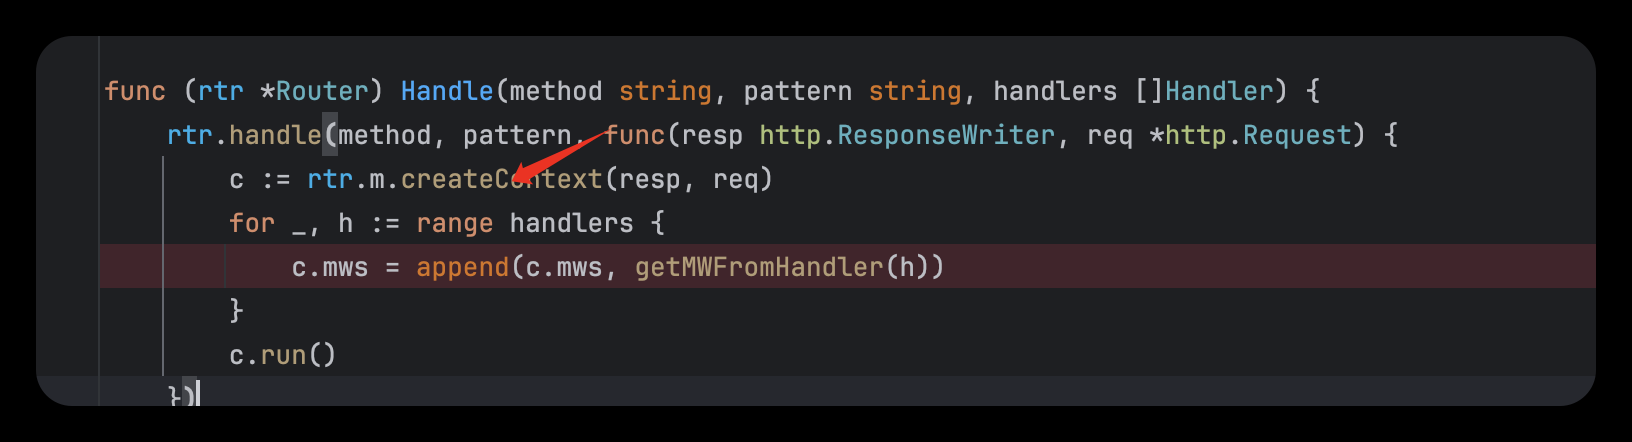 func (rtr *Router) Handle(method string, pattern string, handlers []Handler) {
rtr.handle(method, pattern, func(resp http.ResponseWriter, req *http.Request) {
c := rtr.m.createContext(resp, req)
for _, h := range handlers {
c.mws = append(c.mws, getMWFromHandler(h))
}
c.run()
})